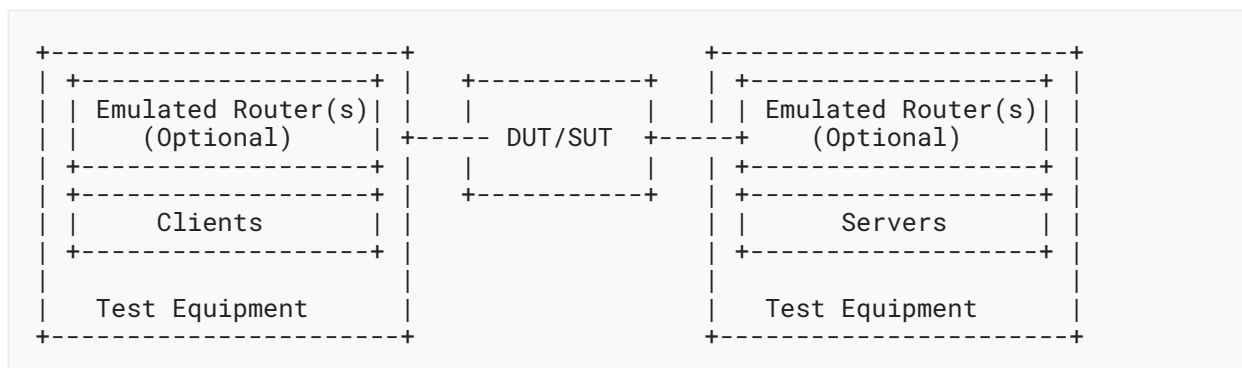 +------------------------+                   +------------------------+
| +--------------------+ |   +-----------+   | +--------------------+ |
| | Emulated Router(s)| |   |           |   | | Emulated Router(s)| |
| |    (Optional)      | +----- DUT/SUT  +-----+    (Optional)      | |
| +--------------------+ |   |           |   | +--------------------+ |
| +--------------------+ |   +-----------+   | +--------------------+ |
| |     Clients        | |                   | |      Servers       | |
| +--------------------+ |                   | +--------------------+ |
|                        |                   |                        |
|   Test Equipment       |                   |   Test Equipment       |
+------------------------+                   +------------------------+